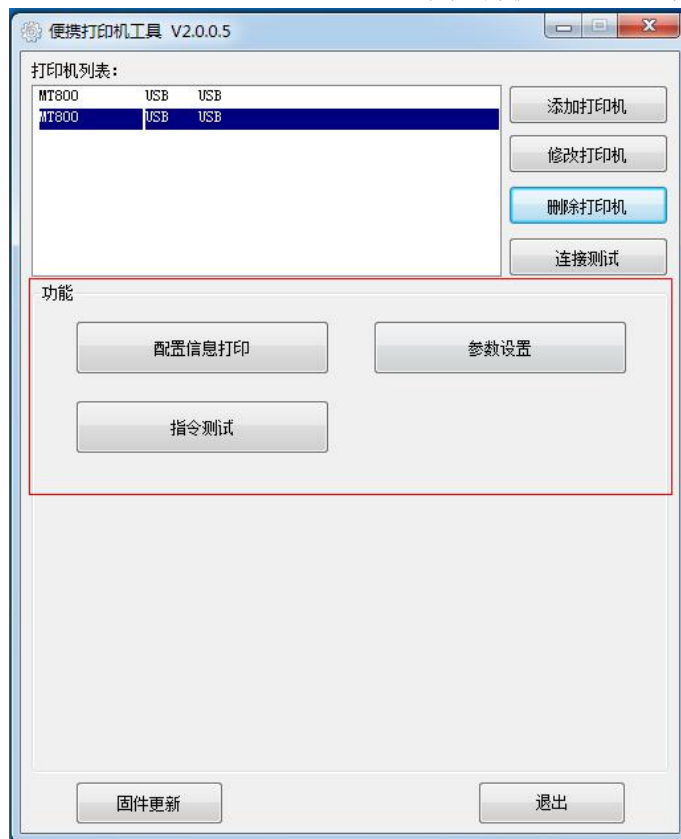 便携打印机工具 V2.0.0.5
打印机列表：
MT800 USB USB
MT800 USB USB
添加打印机
修改打印机
删除打印机
连接测试
功能
配置信息打印
参数设置
指令测试
固件更新
退出